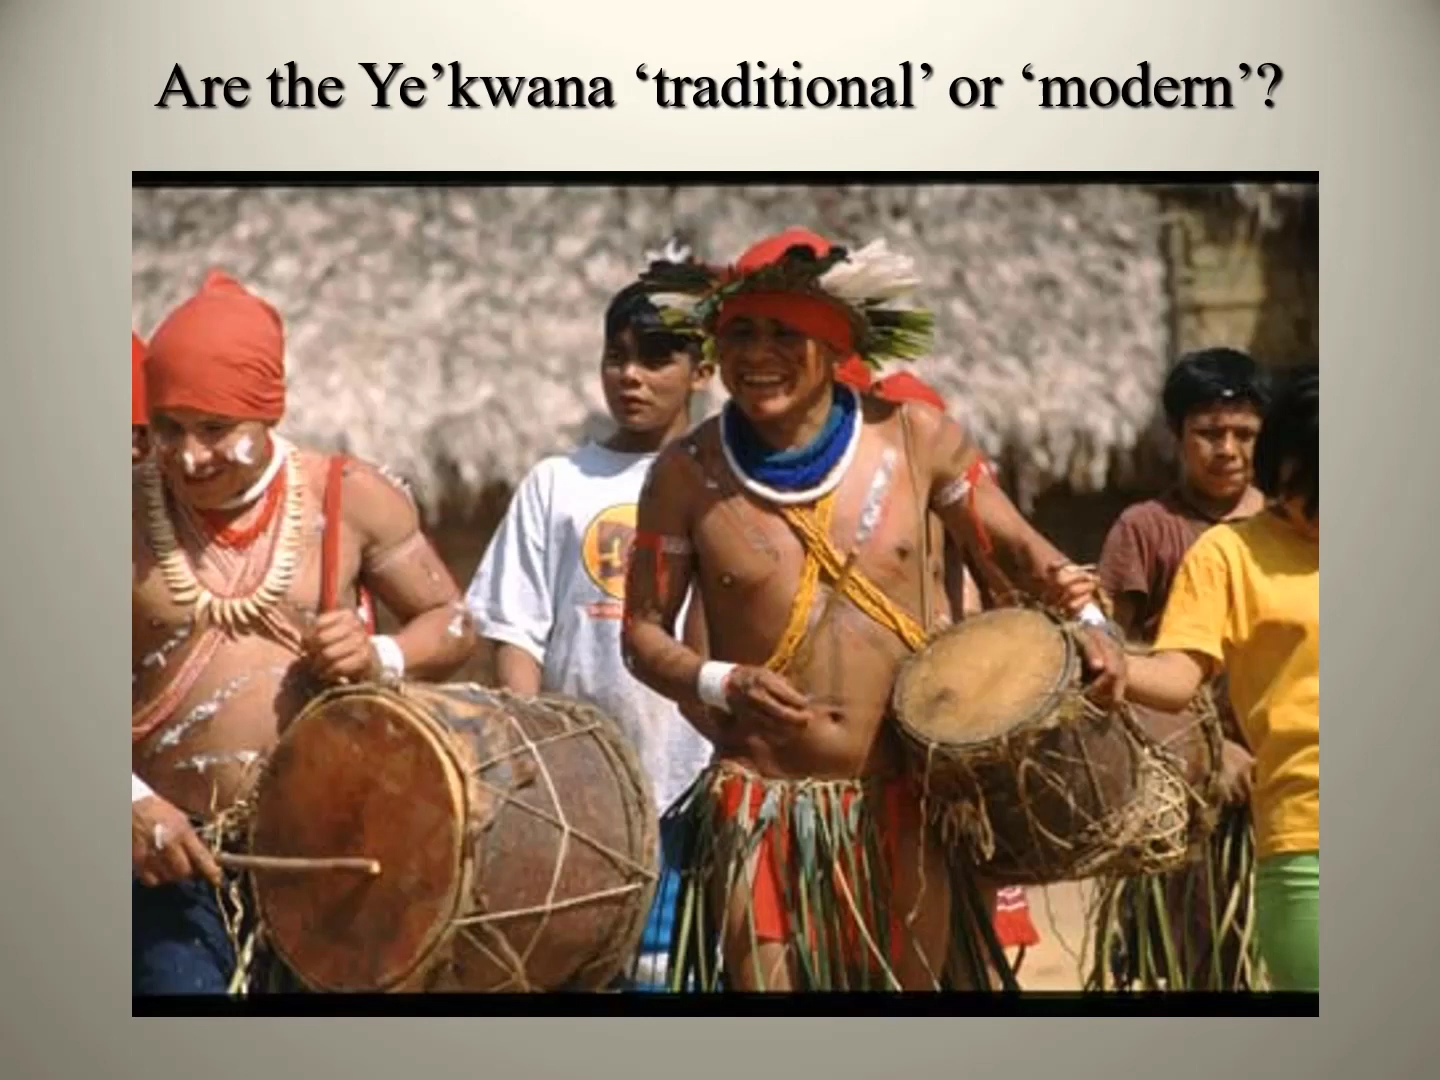 Are the Ye’kwana ‘traditional’ or ‘modern’?